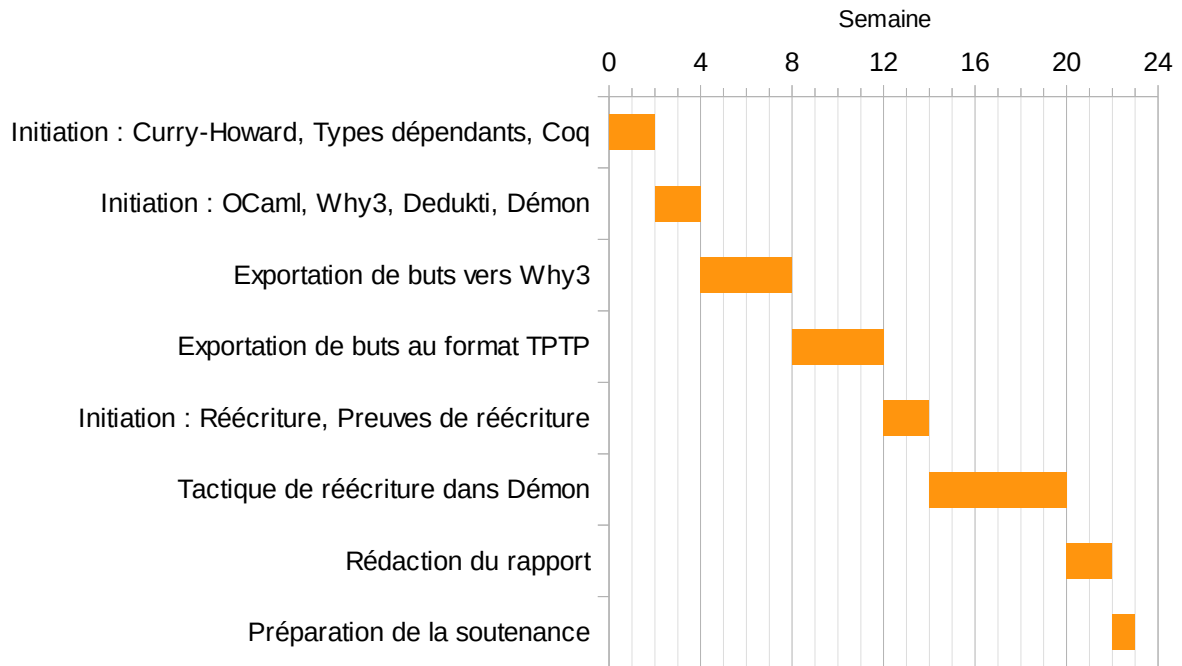 Semaine
0 4 8 12 16 20 24
Initiation : Curry-Howard, Types dépendants, Coq
Initiation : OCaml, Why3, Dedukti, Démon
Exportation de buts vers Why3
Exportation de buts au format TPTP
Initiation : Réécriture, Preuves de réécriture
Tactique de réécriture dans Démon
Rédaction du rapport
Préparation de la soutenance